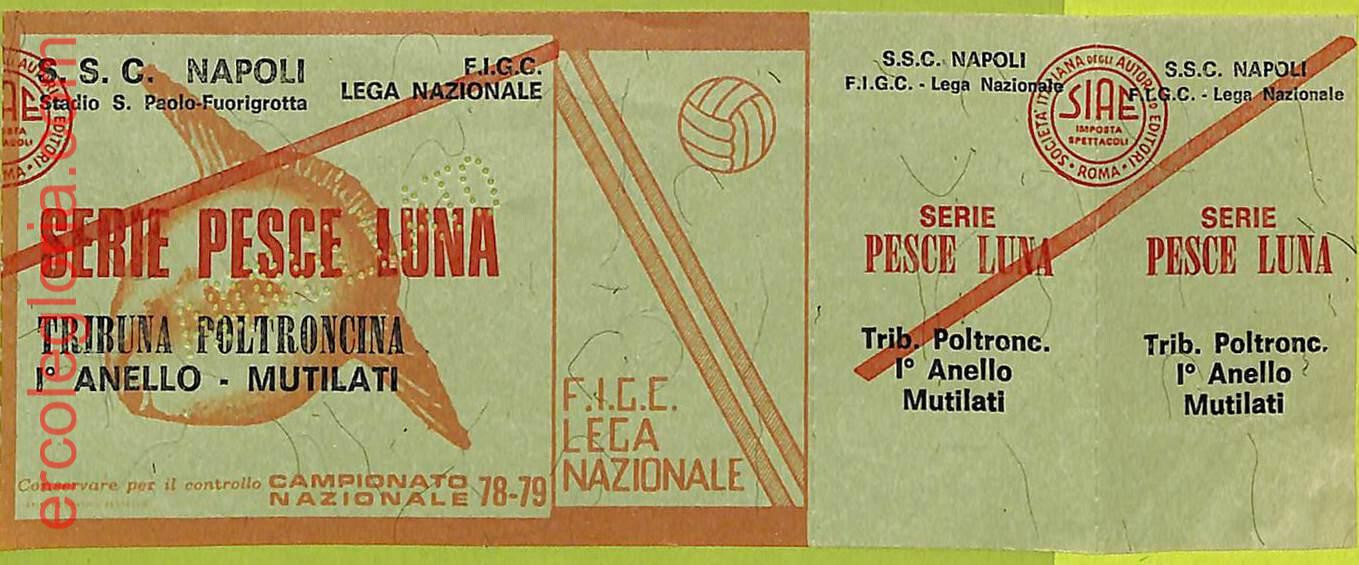 ercoleegloria.com
S. S. C. NAPOLI
Stadio S. Paolo-Fuorigrotta
F.I.G.C.
LEGA NAZIONALE
SERIE PESCE LUNA
TRIBUNA POLTRONCINA
I° ANELLO - MUTILATI
Conservare per il controllo
CAMPIONATO
NAZIONALE 78-79
F.I.G.C.
LEGA
NAZIONALE
S.S.C. NAPOLI
F.I.G.C. - Lega Nazionale
SERIE
PESCE LUNA
Trib. Poltronc.
I° Anello
Mutilati
SOCIETA' ITALIANA DEGLI AUTORI ED EDITORI · ROMA ·
SIAE
IMPOSTA
SPETTACOLI
S.S.C. NAPOLI
F.I.G.C. - Lega Nazionale
SERIE
PESCE LUNA
Trib. Poltronc.
I° Anello
Mutilati